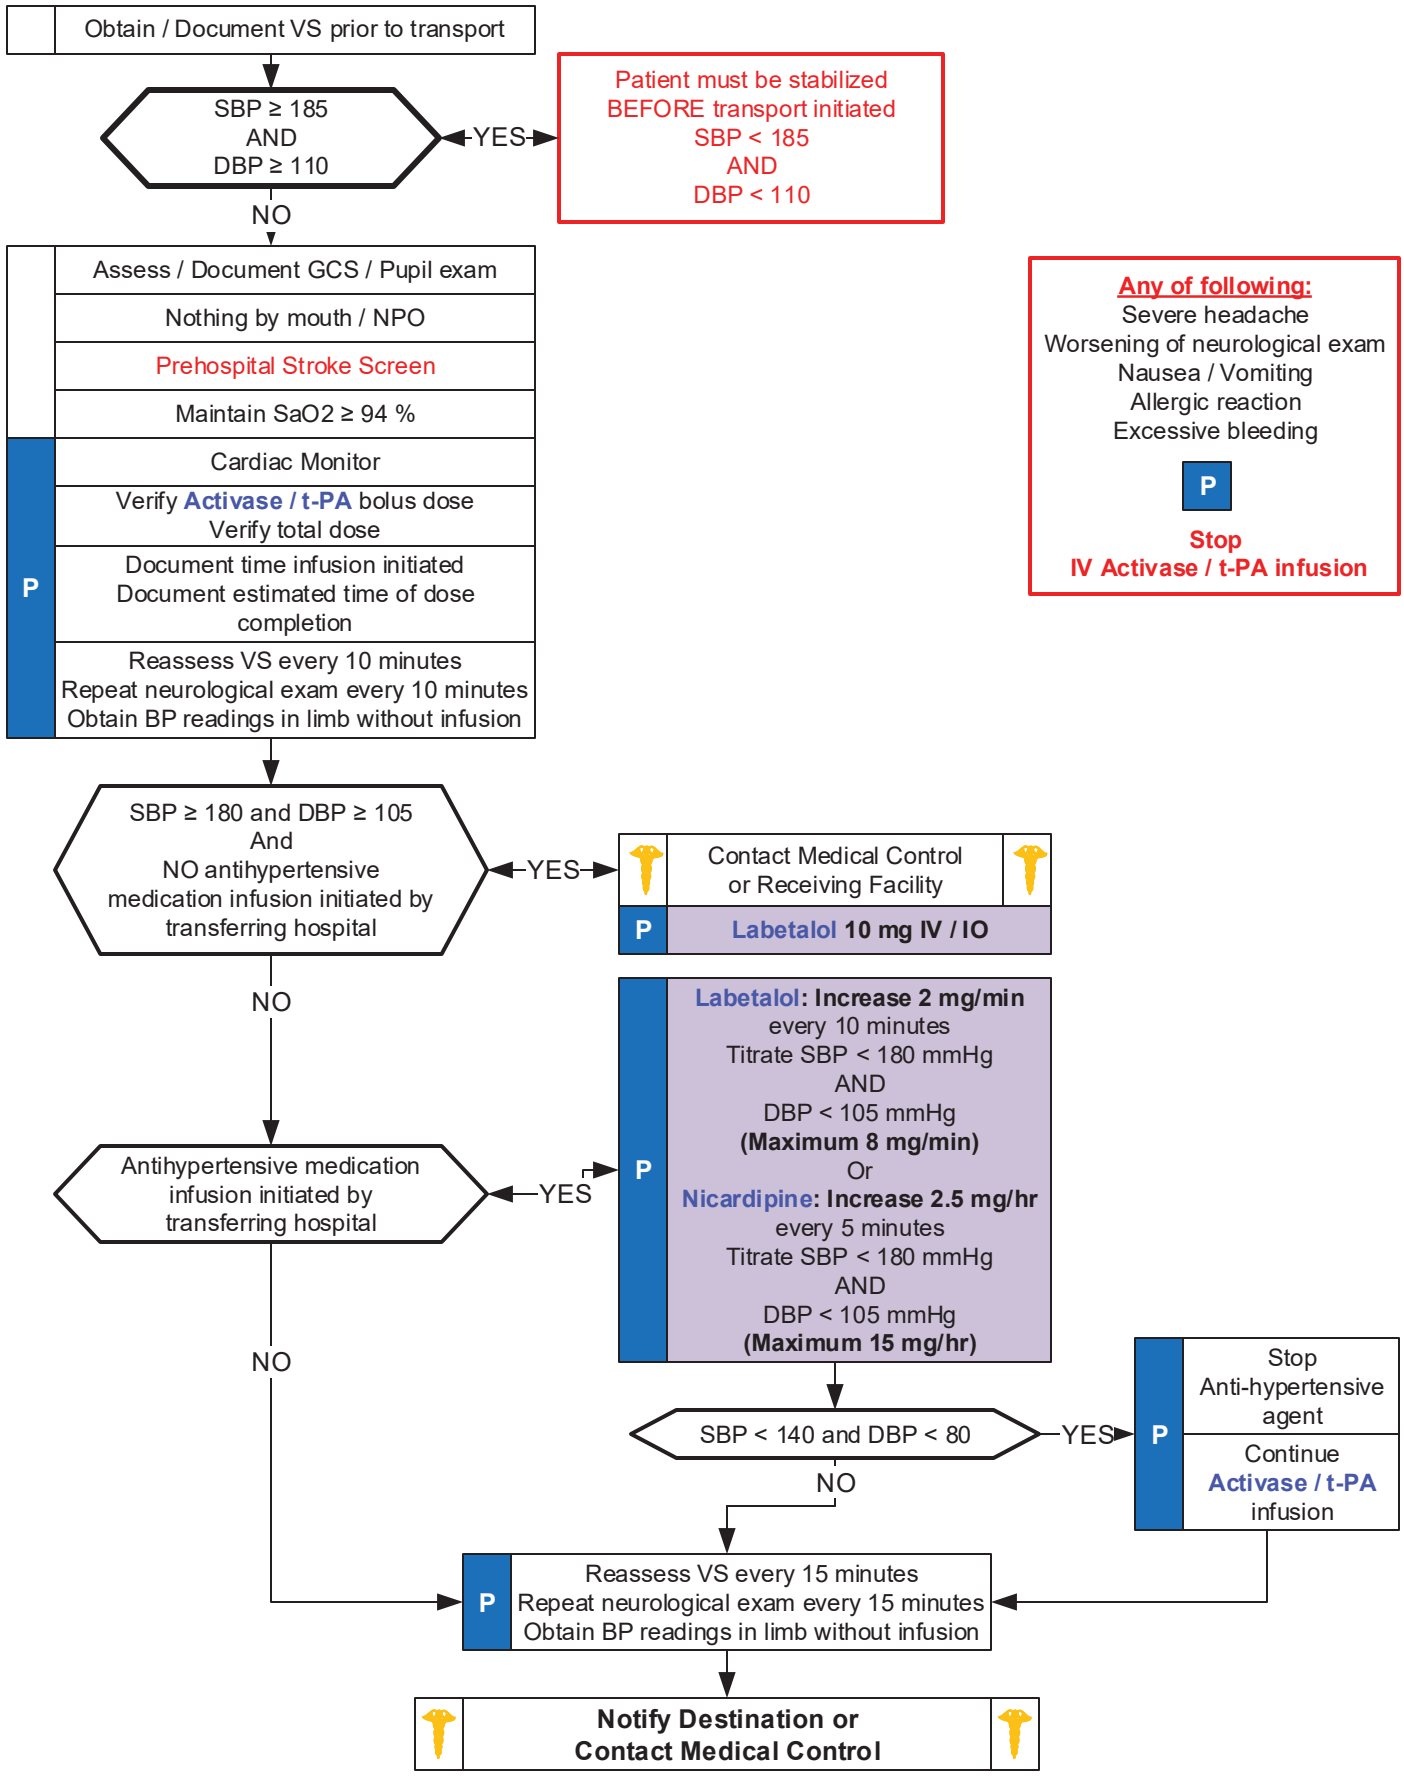 Obtain / Document VS prior to transport
SBP ≥ 185
AND
DBP ≥ 110
YES
Patient must be stabilized
BEFORE transport initiated
SBP < 185
AND
DBP < 110
NO
Assess / Document GCS / Pupil exam
Nothing by mouth / NPO
Prehospital Stroke Screen
Maintain SaO2 ≥ 94 %
P
Cardiac Monitor
Verify Activase / t-PA bolus dose
Verify total dose
Document time infusion initiated
Document estimated time of dose
completion
Reassess VS every 10 minutes
Repeat neurological exam every 10 minutes
Obtain BP readings in limb without infusion
Any of following:
Severe headache
Worsening of neurological exam
Nausea / Vomiting
Allergic reaction
Excessive bleeding
P
Stop
IV Activase / t-PA infusion
SBP ≥ 180 and DBP ≥ 105
And
NO antihypertensive
medication infusion initiated by
transferring hospital
YES
Contact Medical Control
or Receiving Facility
P
Labetalol 10 mg IV / IO
NO
Antihypertensive medication
infusion initiated by
transferring hospital
YES
P
Labetalol: Increase 2 mg/min
every 10 minutes
Titrate SBP < 180 mmHg
AND
DBP < 105 mmHg
(Maximum 8 mg/min)
Or
Nicardipine: Increase 2.5 mg/hr
every 5 minutes
Titrate SBP < 180 mmHg
AND
DBP < 105 mmHg
(Maximum 15 mg/hr)
NO
SBP < 140 and DBP < 80
YES
P
Stop
Anti-hypertensive
agent
Continue
Activase / t-PA
infusion
NO
P
Reassess VS every 15 minutes
Repeat neurological exam every 15 minutes
Obtain BP readings in limb without infusion
Notify Destination or
Contact Medical Control